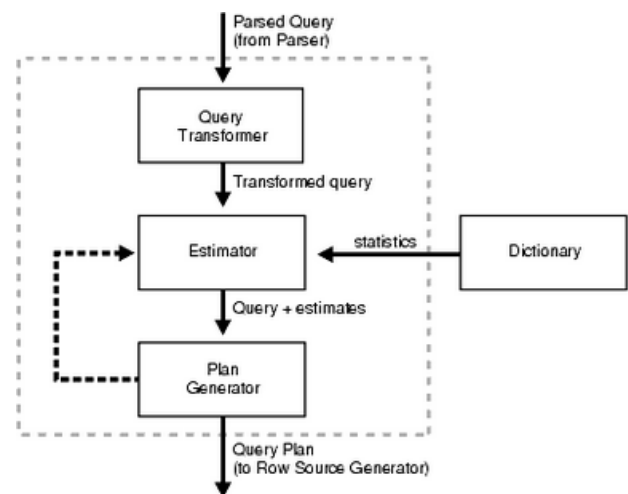 Parsed Query
(from Parser)
Query
Transformer
Transformed query
Estimator
statistics
Dictionary
Query + estimates
Plan
Generator
Query Plan
(to Row Source Generator)